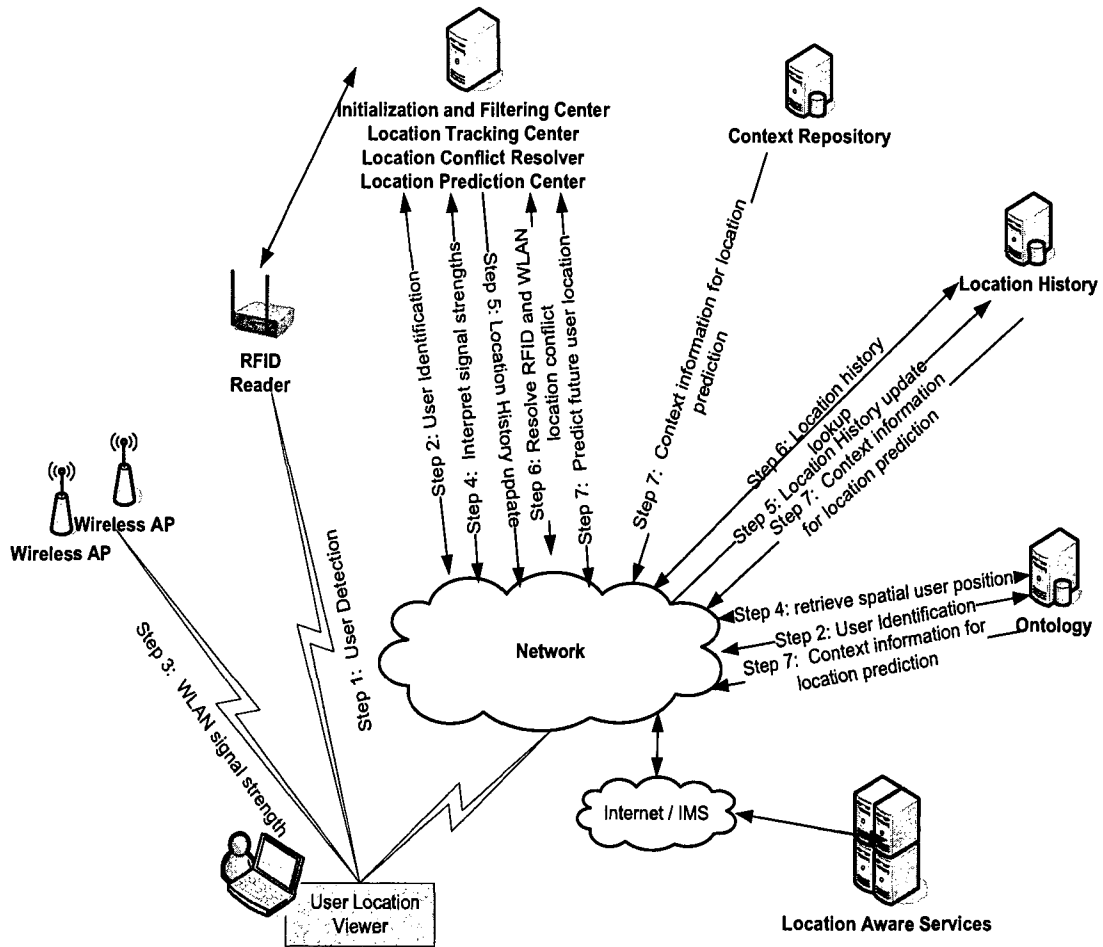 Initialization and Filtering Center
Location Tracking Center
Location Conflict Resolver
Location Prediction Center
Context Repository
Location History
RFID
Reader
Wireless AP
Wireless AP
Step 1: User Detection
Step 3: WLAN signal strength
Step 2: User Identification
Step 4: Interpret signal strengths
Step 5: Location History update
Step 6: Resolve RFID and WLAN
location conflict
Step 7: Predict future user location
Step 7: Context information for location
prediction
Step 6: Location history
lookup
Step 5: Location History update
Step 7: Context information
for location prediction
Step 4: retrieve spatial user position
Step 2: User Identification
Step 7: Context information for
location prediction
Ontology
Network
Internet / IMS
User Location
Viewer
Location Aware Services